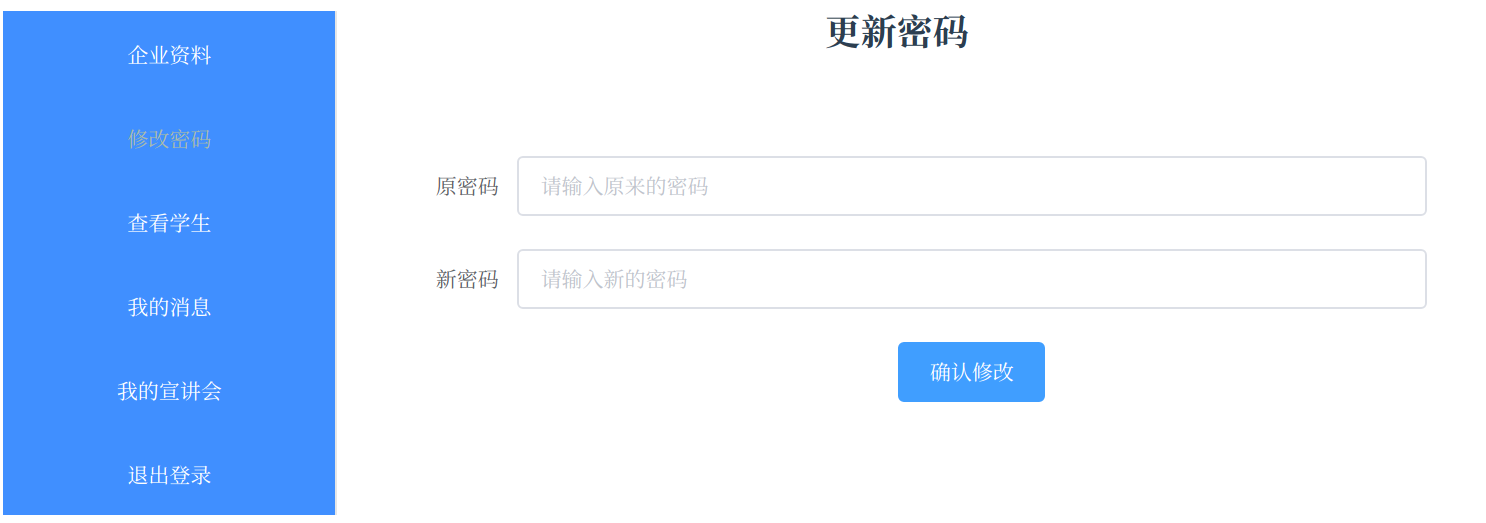 企业资料
修改密码
查看学生
我的消息
我的宣讲会
退出登录
更新密码
原密码
请输入原来的密码
新密码
请输入新的密码
确认修改